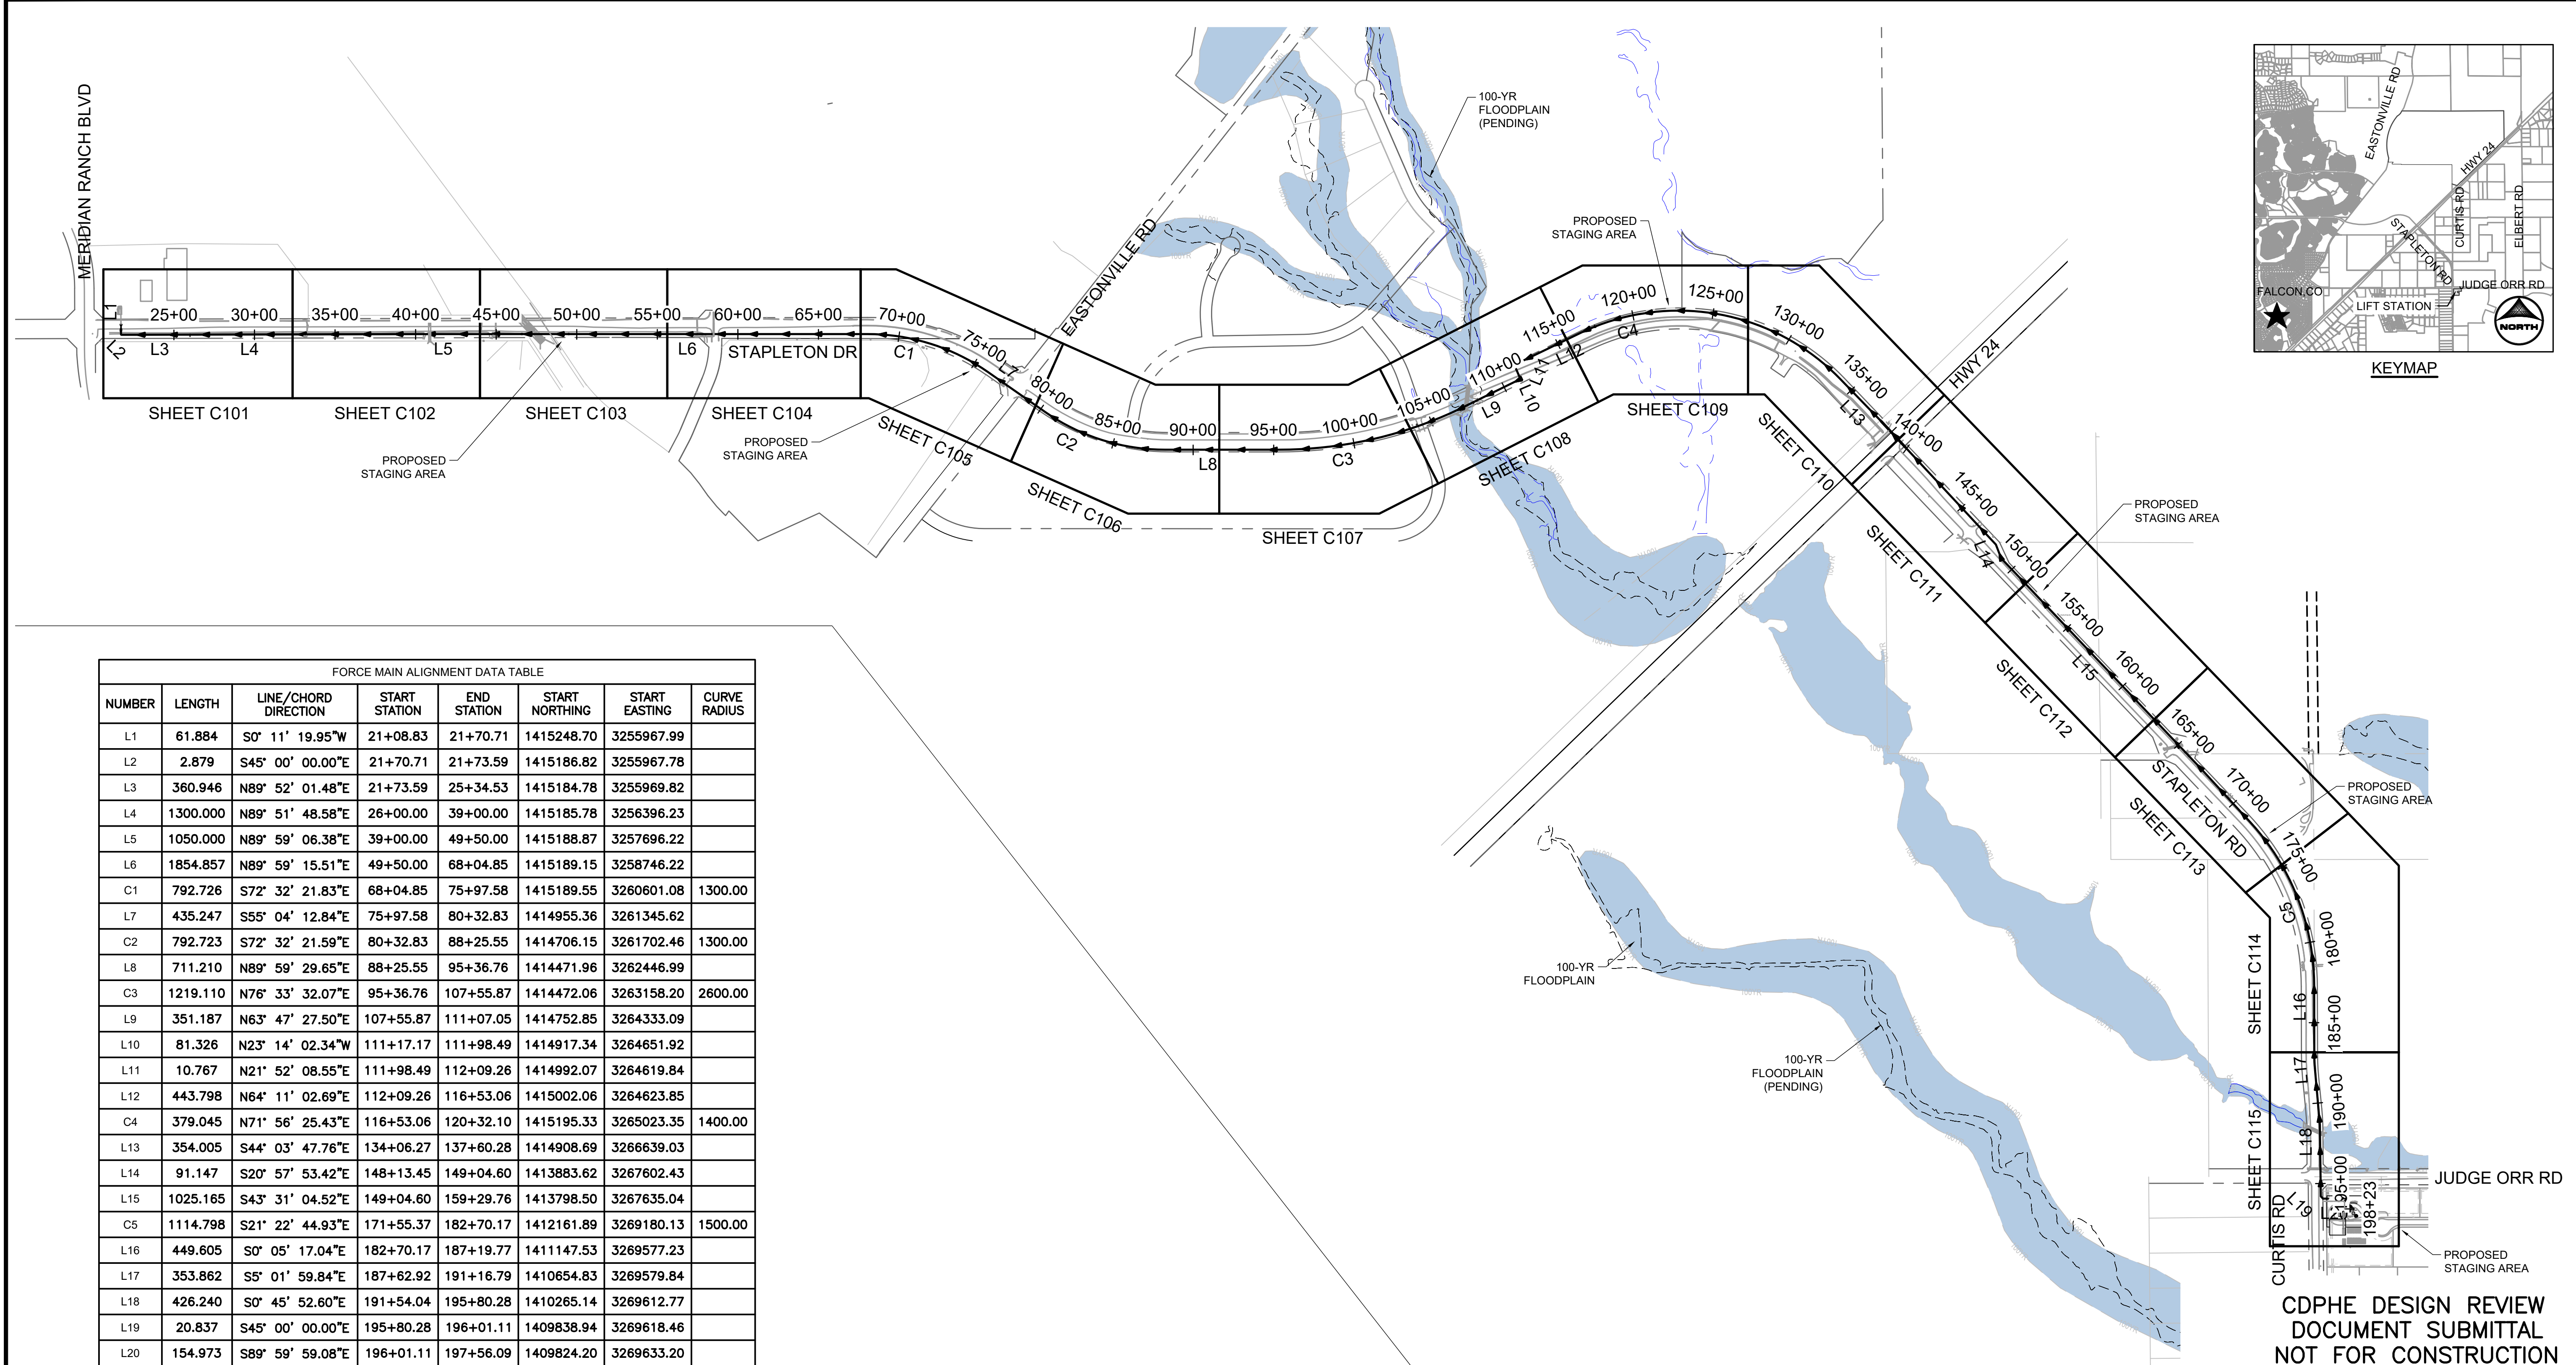 MERIDIAN RANCH BLVD
L1
L2
25+00
30+00
35+00
40+00
45+00
50+00
55+00
60+00
65+00
70+00
75+00
80+00
85+00
90+00
95+00
100+00
105+00
110+00
115+00
120+00
125+00
130+00
135+00
140+00
145+00
150+00
155+00
160+00
165+00
170+00
175+00
180+00
185+00
190+00
195+00
198+23
L3
L4
L5
L6
STAPLETON DR
C1
L7
C2
L8
C3
L9
L10
L11
L12
C4
L13
L14
L15
C5
L16
L17
L18
L19
SHEET C101
SHEET C102
SHEET C103
SHEET C104
SHEET C105
SHEET C106
SHEET C107
SHEET C108
SHEET C109
SHEET C110
SHEET C111
SHEET C112
SHEET C113
SHEET C114
SHEET C115
PROPOSED
STAGING AREA
PROPOSED
STAGING AREA
EASTONVILLE RD
100-YR
FLOODPLAIN
(PENDING)
PROPOSED
STAGING AREA
HWY 24
PROPOSED
STAGING AREA
STAPLETON RD
PROPOSED
STAGING AREA
100-YR
FLOODPLAIN
100-YR
FLOODPLAIN
(PENDING)
JUDGE ORR RD
CURTIS RD
PROPOSED
STAGING AREA
EASTONVILLE RD
HWY 24
CURTIS RD
ELBERT RD
STAPLETON RD
JUDGE ORR RD
FALCON,CO
LIFT STATION
NORTH
KEYMAP
FORCE MAIN ALIGNMENT DATA TABLE
NUMBER LENGTH LINE/CHORD DIRECTION START STATION END STATION START NORTHING START EASTING CURVE RADIUS
L1 61.884 S0° 11' 19.95"W 21+08.83 21+70.71 1415248.70 3255967.99
L2 2.879 S45° 00' 00.00"E 21+70.71 21+73.59 1415186.82 3255967.78
L3 360.946 N89° 52' 01.48"E 21+73.59 25+34.53 1415184.78 3255969.82
L4 1300.000 N89° 51' 48.58"E 26+00.00 39+00.00 1415185.78 3256396.23
L5 1050.000 N89° 59' 06.38"E 39+00.00 49+50.00 1415188.87 3257696.22
L6 1854.857 N89° 59' 15.51"E 49+50.00 68+04.85 1415189.15 3258746.22
C1 792.726 S72° 32' 21.83"E 68+04.85 75+97.58 1415189.55 3260601.08 1300.00
L7 435.247 S55° 04' 12.84"E 75+97.58 80+32.83 1414955.36 3261345.62
C2 792.723 S72° 32' 21.59"E 80+32.83 88+25.55 1414706.15 3261702.46 1300.00
L8 711.210 N89° 59' 29.65"E 88+25.55 95+36.76 1414471.96 3262446.99
C3 1219.110 N76° 33' 32.07"E 95+36.76 107+55.87 1414472.06 3263158.20 2600.00
L9 351.187 N63° 47' 27.50"E 107+55.87 111+07.05 1414752.85 3264333.09
L10 81.326 N23° 14' 02.34"W 111+17.17 111+98.49 1414917.34 3264651.92
L11 10.767 N21° 52' 08.55"E 111+98.49 112+09.26 1414992.07 3264619.84
L12 443.798 N64° 11' 02.69"E 112+09.26 116+53.06 1415002.06 3264623.85
C4 379.045 N71° 56' 25.43"E 116+53.06 120+32.10 1415195.33 3265023.35 1400.00
L13 354.005 S44° 03' 47.76"E 134+06.27 137+60.28 1414908.69 3266639.03
L14 91.147 S20° 57' 53.42"E 148+13.45 149+04.60 1413883.62 3267602.43
L15 1025.165 S43° 31' 04.52"E 149+04.60 159+29.76 1413798.50 3267635.04
C5 1114.798 S21° 22' 44.93"E 171+55.37 182+70.17 1412161.89 3269180.13 1500.00
L16 449.605 S0° 05' 17.04"E 182+70.17 187+19.77 1411147.53 3269577.23
L17 353.862 S5° 01' 59.84"E 187+62.92 191+16.79 1410654.83 3269579.84
L18 426.240 S0° 45' 52.60"E 191+54.04 195+80.28 1410265.14 3269612.77
L19 20.837 S45° 00' 00.00"E 195+80.28 196+01.11 1409838.94 3269618.46
L20 154.973 S89° 59' 59.08"E 196+01.11 197+56.09 1409824.20 3269633.20
CDPHE DESIGN REVIEW
DOCUMENT SUBMITTAL
NOT FOR CONSTRUCTION